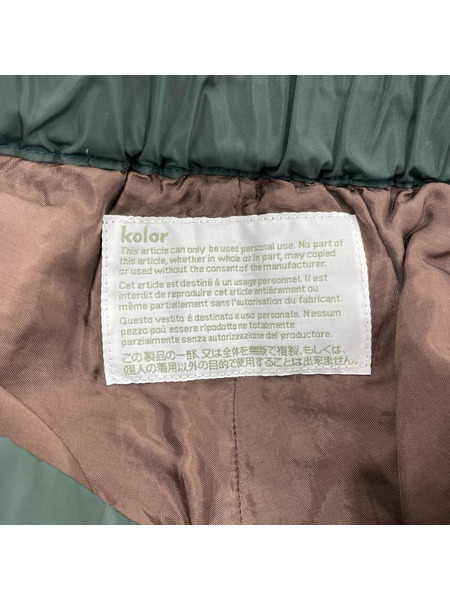 kolor
This article can only be used personal use. No part of
this article, whether in whole or in part, may copied
or used without the consent of the manufacturer.
Cet article est destiné à un usage personnel. Il est
interdit de reproduire cet article entièrement ou
même partiellement sans l'autorisation du fabricant.
Questo vestito é destinato a uso personale. Nessum
pezzo può essere ripodotto ne totalmente
parzialmente senza autorizzazione del productore.
この製品の一部、又は全体を無断で複製、もしくは、
個人の着用以外の目的で使用することは出来ません。